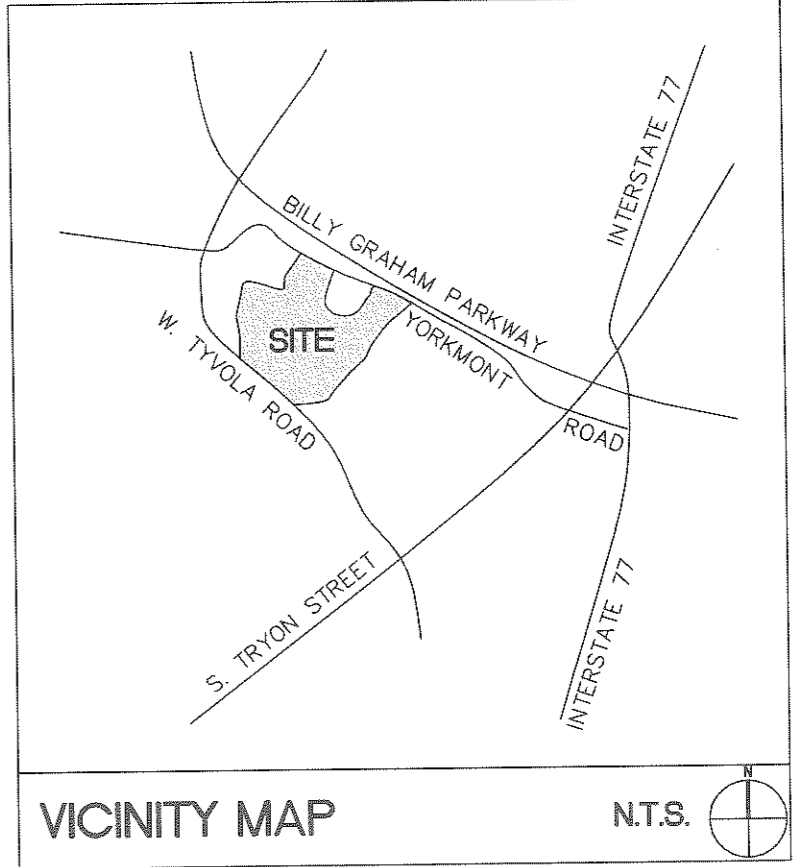 INTERSTATE 77
BILLY GRAHAM PARKWAY
SITE
YORKMONT
ROAD
W. TYVOLA ROAD
S. TRYON STREET
INTERSTATE 77
VICINITY MAP
N.T.S.
N